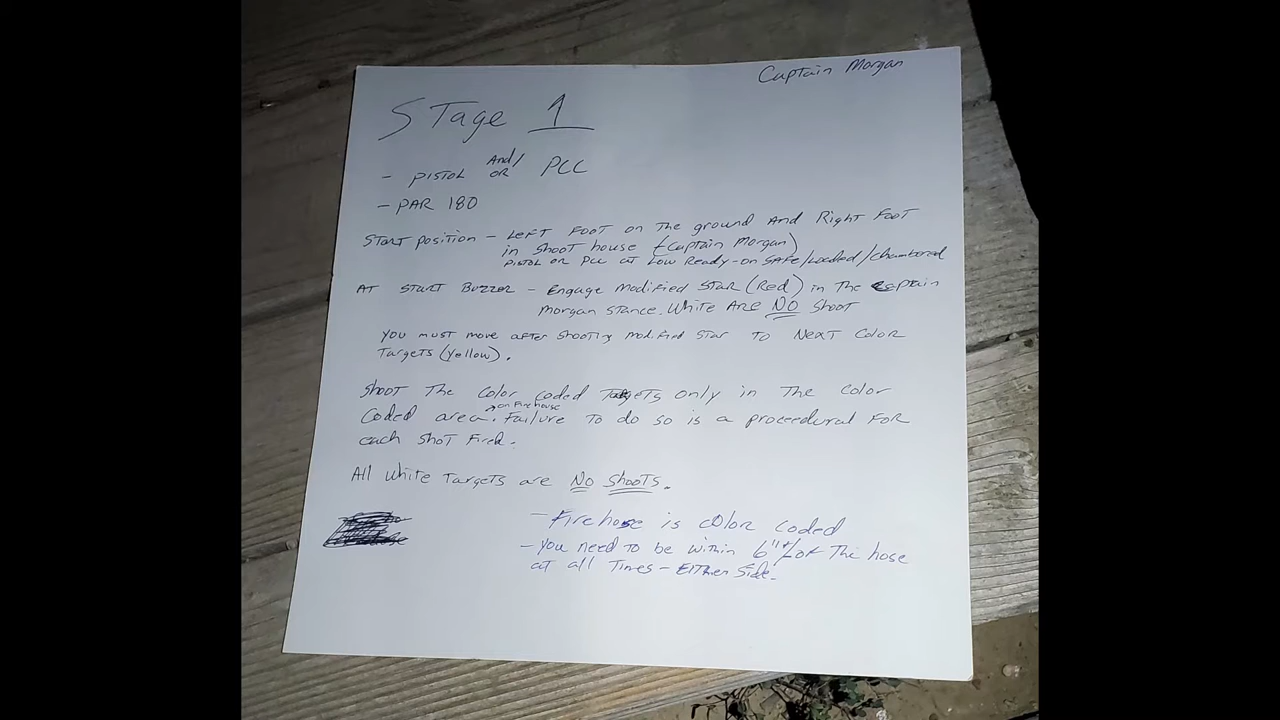 Captain Morgan
STage 1
- PISTOL And/OR PCC
- PAR 180
START POSITION - LEFT FOOT on The ground And Right FOOT
in SHOOT house (Captain Morgan)
PISTOL or PCC at Low Ready - on SAFE/Loaded/chambered
AT START BUZZER - Engage Modified STAR (Red) in The Captain
Morgan STance. White Are NO SHOOT
YOU MUST move after shooting modified STar To NexT COLOR
TargeTs (Yellow).
SHOOT The Color coded TargeTs only in The Color
Coded area on Firehouse. Failure To do so is a proceedural FOR
each SHOT Fired.
All White TargeTs are NO SHOOTS.
- Firehose is color coded
- You need To be within 6" of The hose
at all Times - EITher Side.